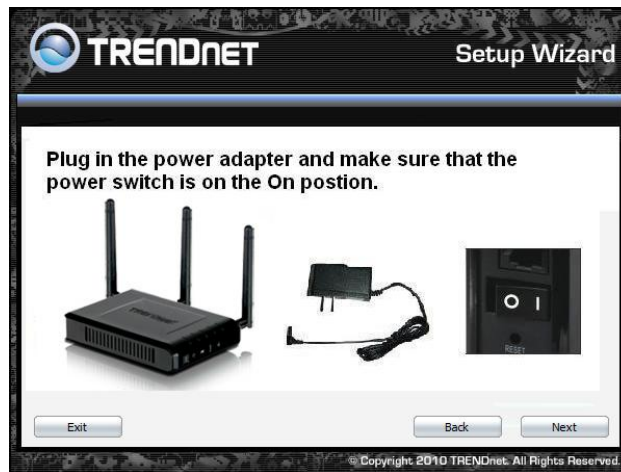 TRENDNET
Setup Wizard
Plug in the power adapter and make sure that the
power switch is on the On postion.
TRENDNET
O I
RESET
Exit
Back
Next
© Copyright 2010 TRENDnet. All Rights Reserved.